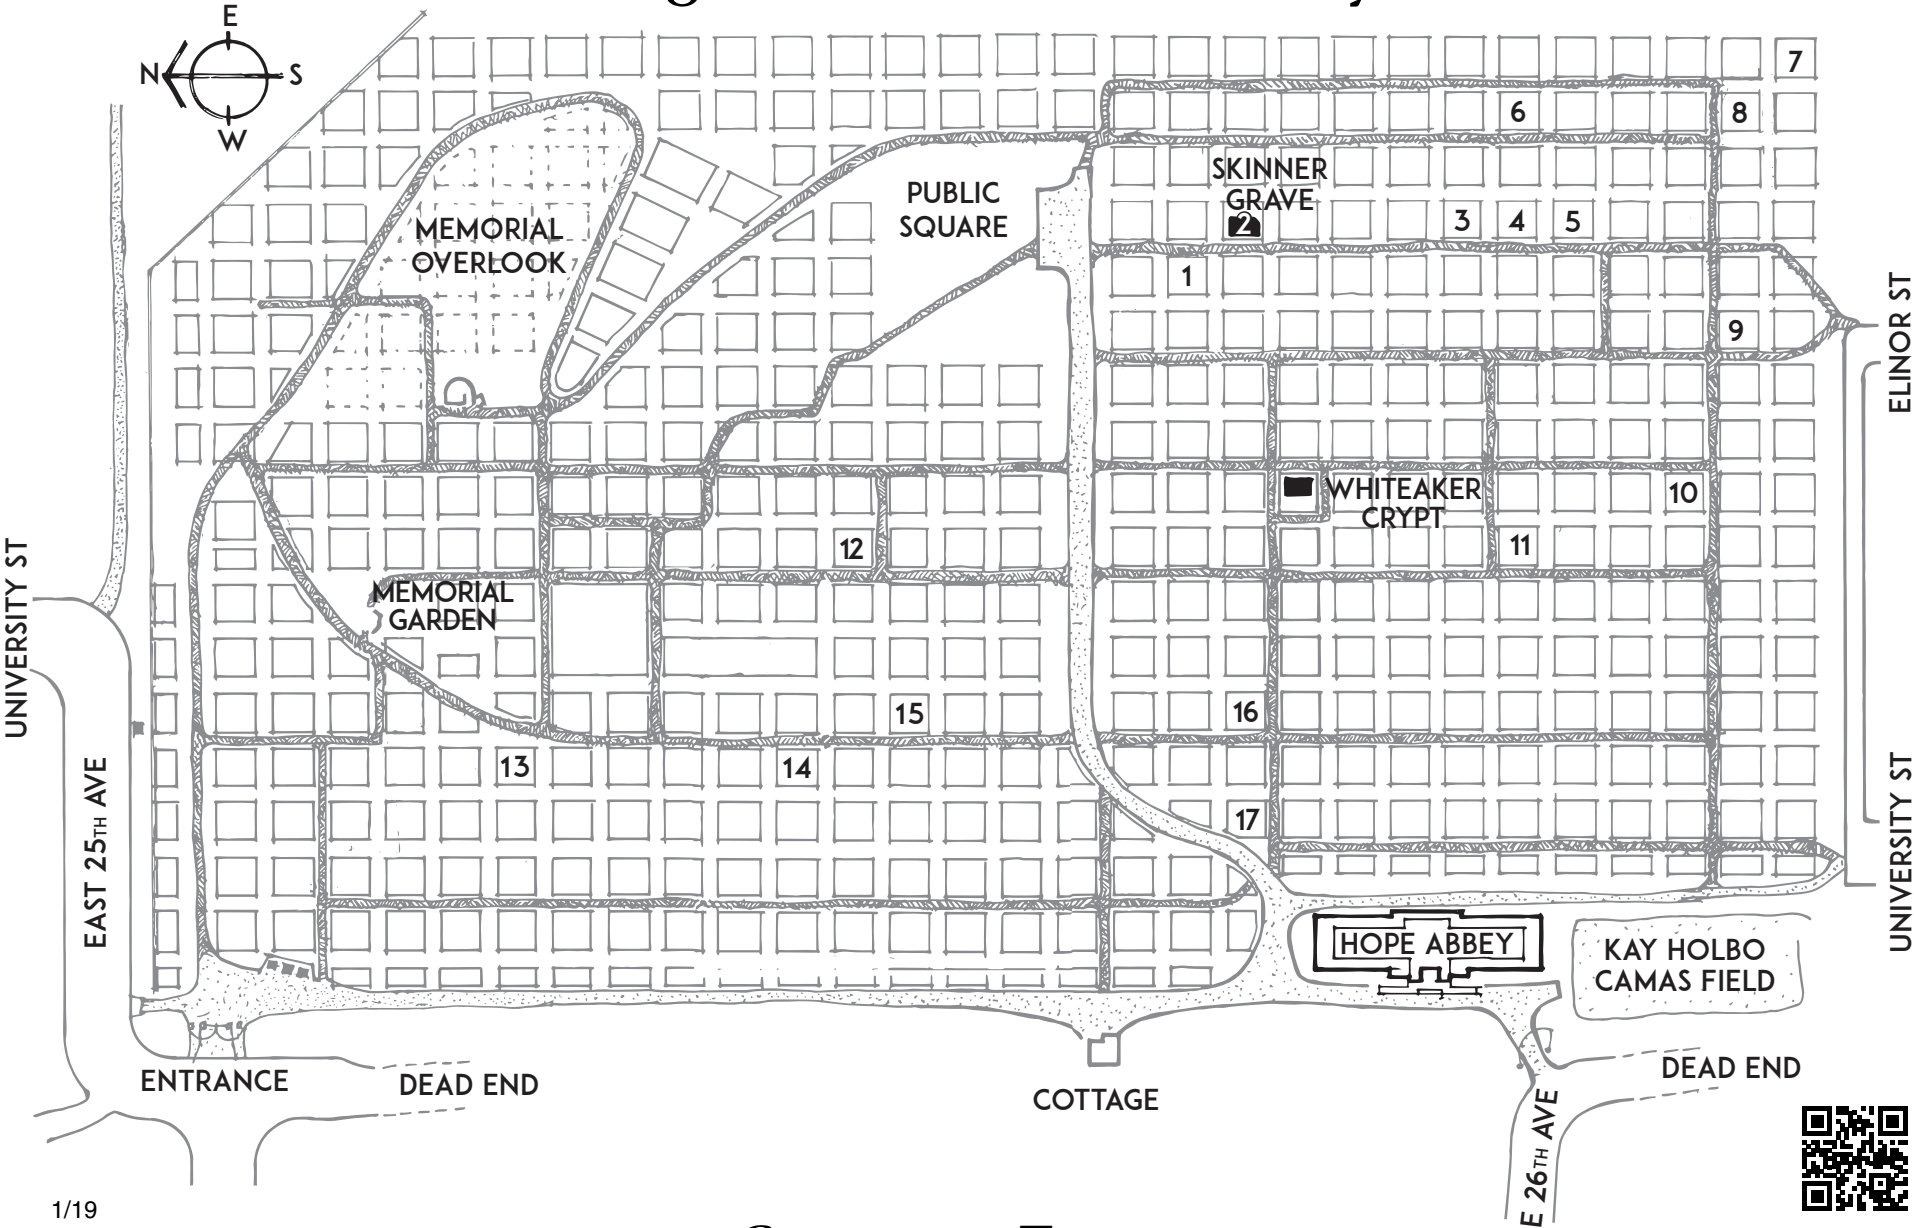 E
N
S
W
7
6
8
SKINNER
GRAVE
2
PUBLIC
SQUARE
MEMORIAL
OVERLOOK
3
4
5
1
9
ELINOR ST
WHITEAKER
CRYPT
10
11
12
MEMORIAL
GARDEN
UNIVERSITY ST
15
16
13
14
17
EAST 25TH AVE
UNIVERSITY ST
HOPE ABBEY
KAY HOLBO
CAMAS FIELD
ENTRANCE
DEAD END
COTTAGE
DEAD END
E 26TH AVE
1/19